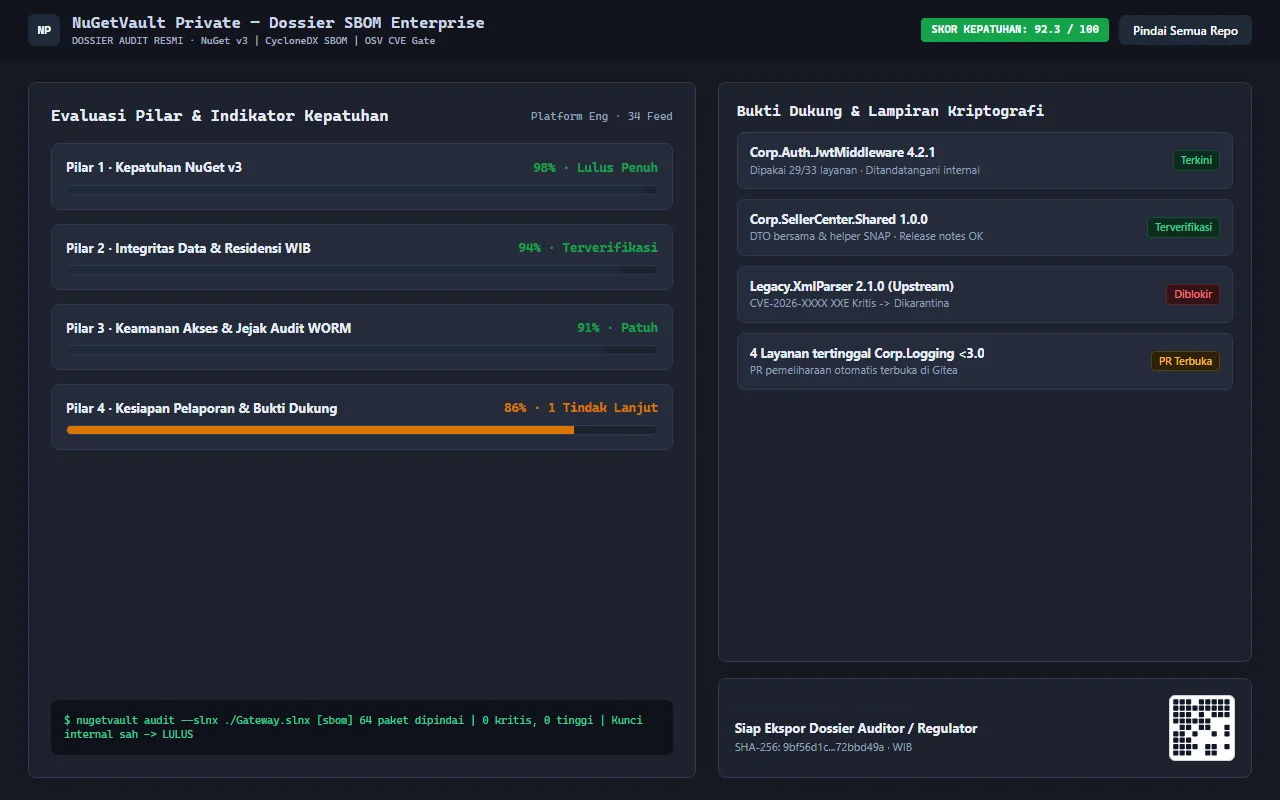 NP
NuGetVault Private — Dossier SBOM Enterprise
DOSSIER AUDIT RESMI · NuGet v3 | CycloneDX SBOM | OSV CVE Gate
SKOR KEPATUHAN: 92.3 / 100
Pindai Semua Repo
Evaluasi Pilar & Indikator Kepatuhan
Platform Eng · 34 Feed
Pilar 1 · Kepatuhan NuGet v3
98% · Lulus Penuh
Pilar 2 · Integritas Data & Residensi WIB
94% · Terverifikasi
Pilar 3 · Keamanan Akses & Jejak Audit WORM
91% · Patuh
Pilar 4 · Kesiapan Pelaporan & Bukti Dukung
86% · 1 Tindak Lanjut
$ nugetvault audit --slnx ./Gateway.slnx [sbom] 64 paket dipindai | 0 kritis, 0 tinggi | Kunci
internal sah -> LULUS
Bukti Dukung & Lampiran Kriptografi
Corp.Auth.JwtMiddleware 4.2.1
Dipakai 29/33 layanan · Ditandatangani internal
Terkini
Corp.SellerCenter.Shared 1.0.0
DTO bersama & helper SNAP · Release notes OK
Terverifikasi
Legacy.XmlParser 2.1.0 (Upstream)
CVE-2026-XXXX XXE Kritis -> Dikarantina
Diblokir
4 Layanan tertinggal Corp.Logging <3.0
PR pemeliharaan otomatis terbuka di Gitea
PR Terbuka
Siap Ekspor Dossier Auditor / Regulator
SHA-256: 9bf56d1c…72bbd49a · WIB